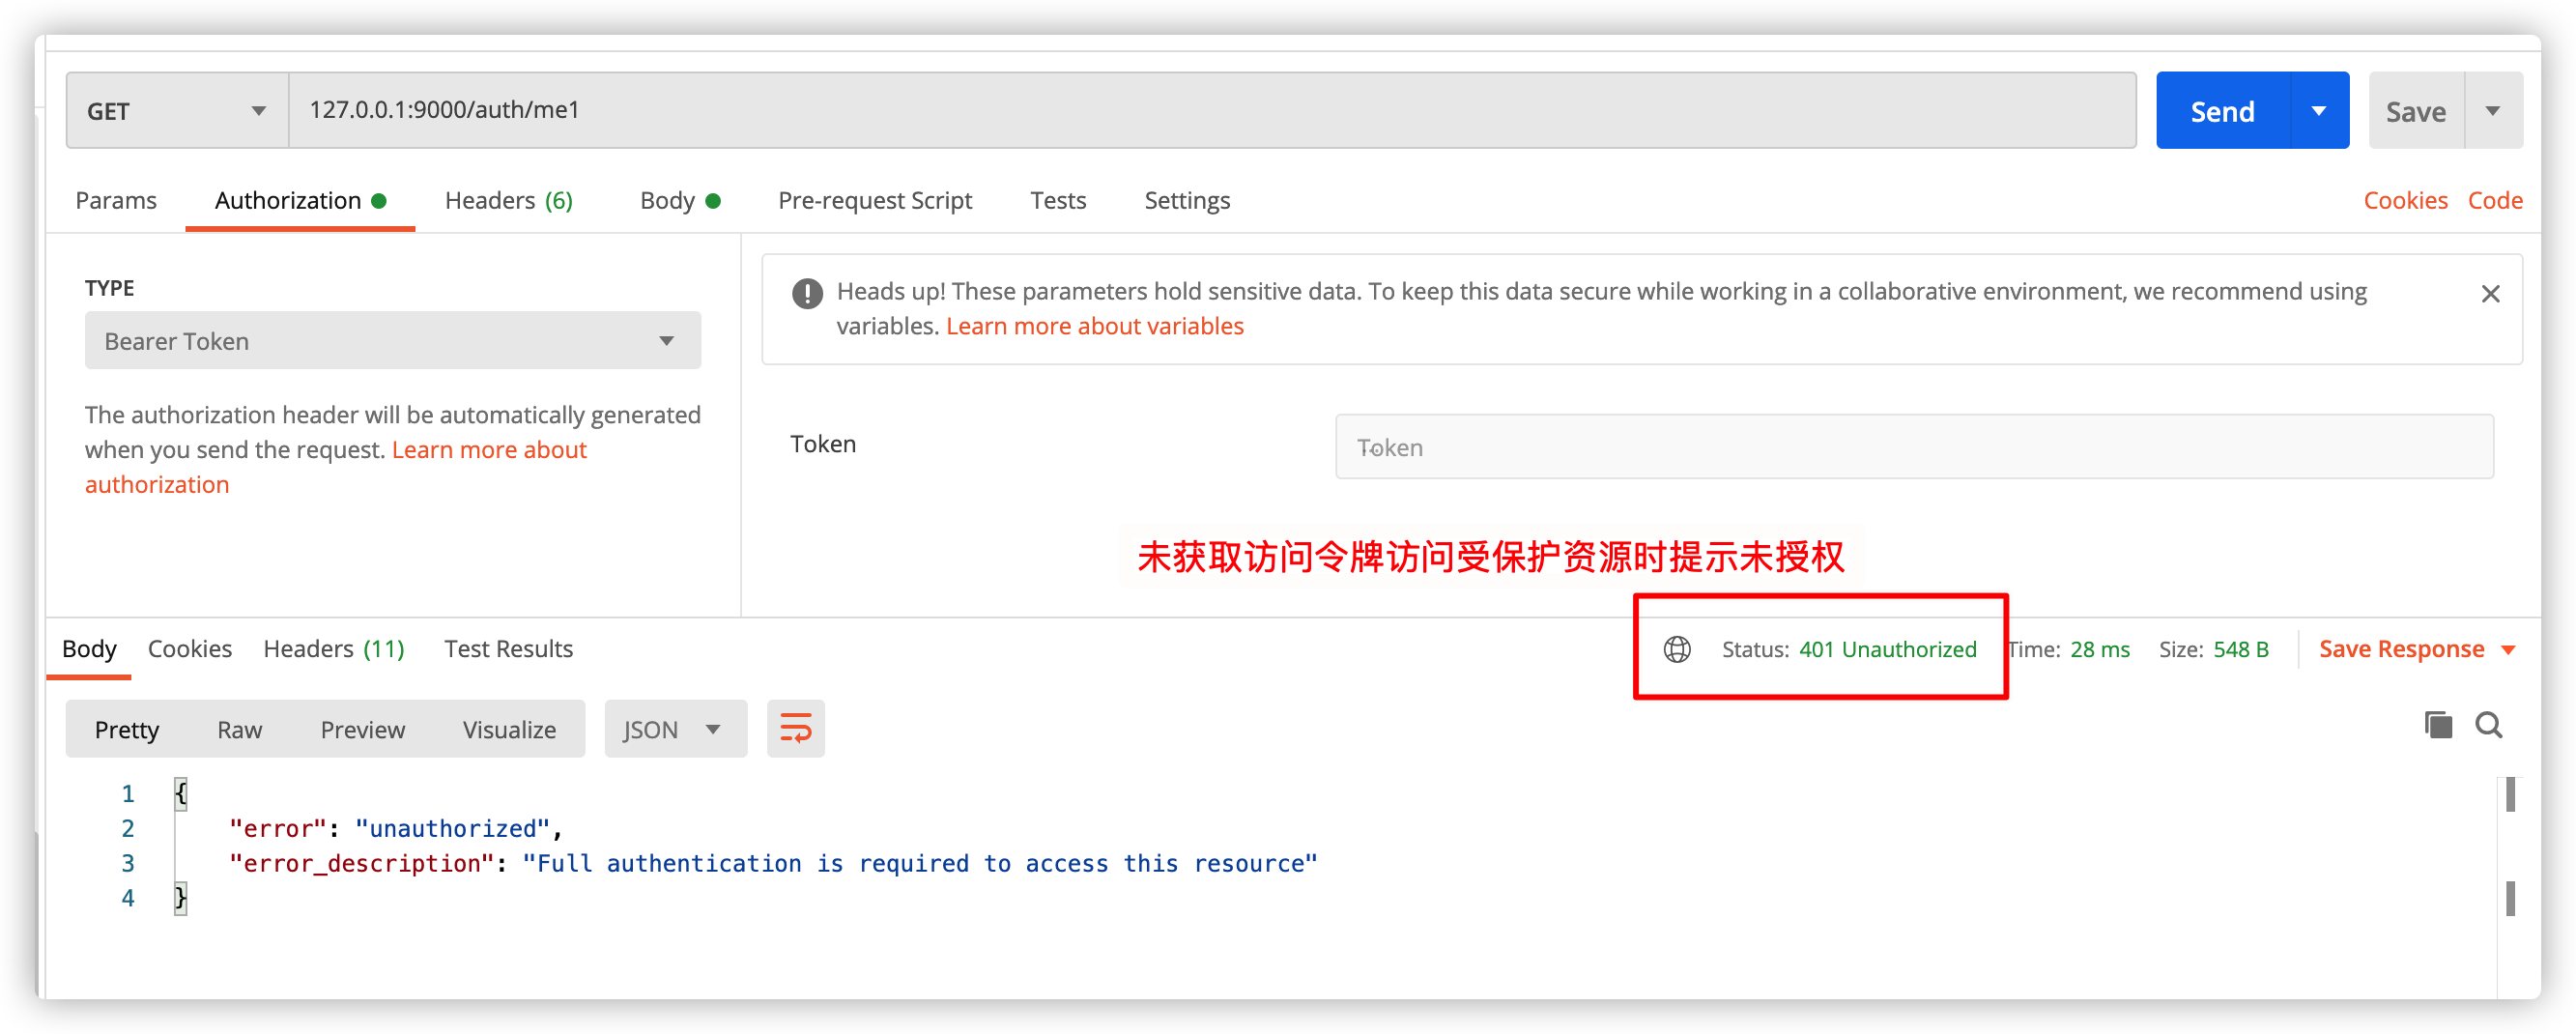 GET 127.0.0.1:9000/auth/me1 Send Save
Params Authorization Headers (6) Body Pre-request Script Tests Settings Cookies Code
TYPE
Bearer Token
The authorization header will be automatically generated
when you send the request. Learn more about
authorization
Heads up! These parameters hold sensitive data. To keep this data secure while working in a collaborative environment, we recommend using
variables. Learn more about variables
Token Token
未获取访问令牌访问受保护资源时提示未授权
Body Cookies Headers (11) Test Results Status: 401 Unauthorized Time: 28 ms Size: 548 B Save Response
Pretty Raw Preview Visualize JSON
1 {
2 "error": "unauthorized",
3 "error_description": "Full authentication is required to access this resource"
4 }